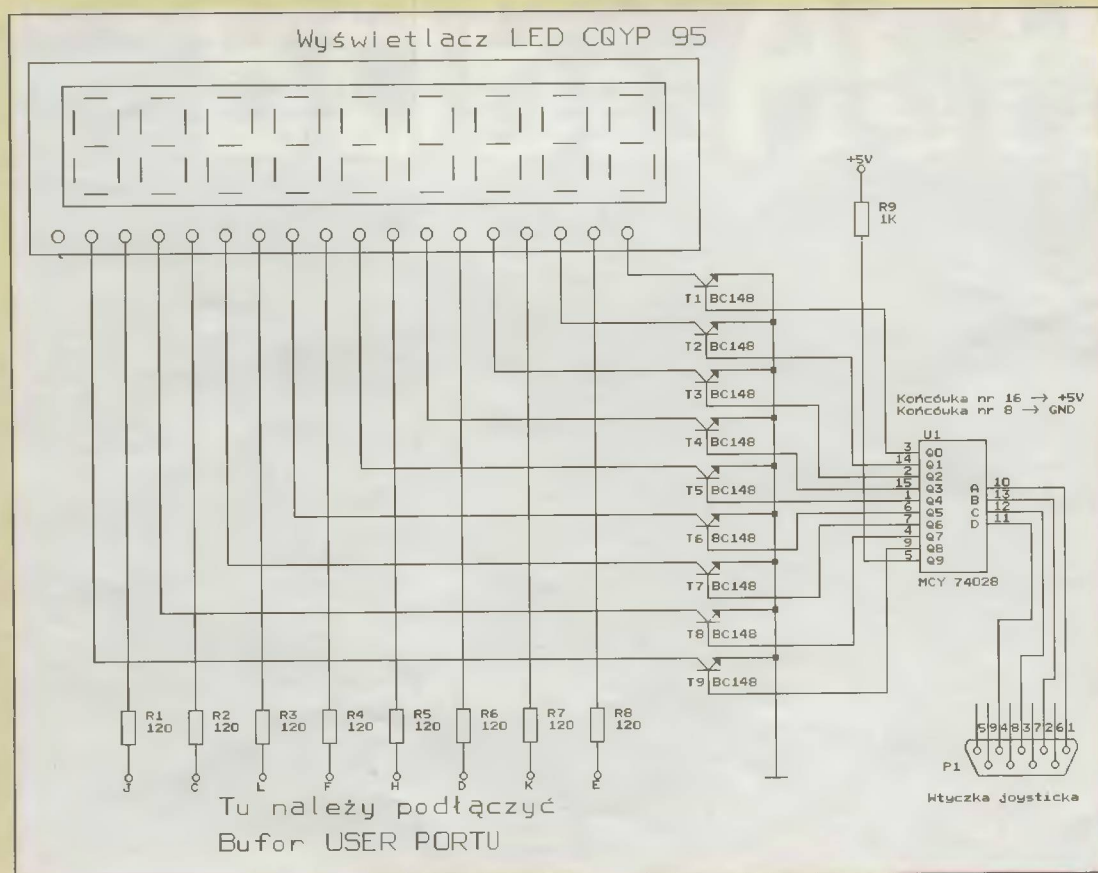 Wyświetlacz LED CQYP 95
+5V
R9
1K
T1 BC148
T2 BC148
T3 BC148
T4 BC148
T5 BC148
T6 BC148
T7 BC148
T8 BC148
T9 BC148
Końcówka nr 16 → +5V
Końcówka nr 8 → GND
U1
3 Q0
14 Q1
2 Q2
15 Q3
1 Q4
6 Q5
7 Q6
4 Q7
9 Q8
5 Q9
A 10
B 13
C 12
D 11
MCY 74028
R1 120
R2 120
R3 120
R4 120
R5 120
R6 120
R7 120
R8 120
J C L F H D K E
5 9 4 8 3 7 2 6 1
P1
Wtyczka joysticka
Tu należy podłączyć
Bufor USER PORTU